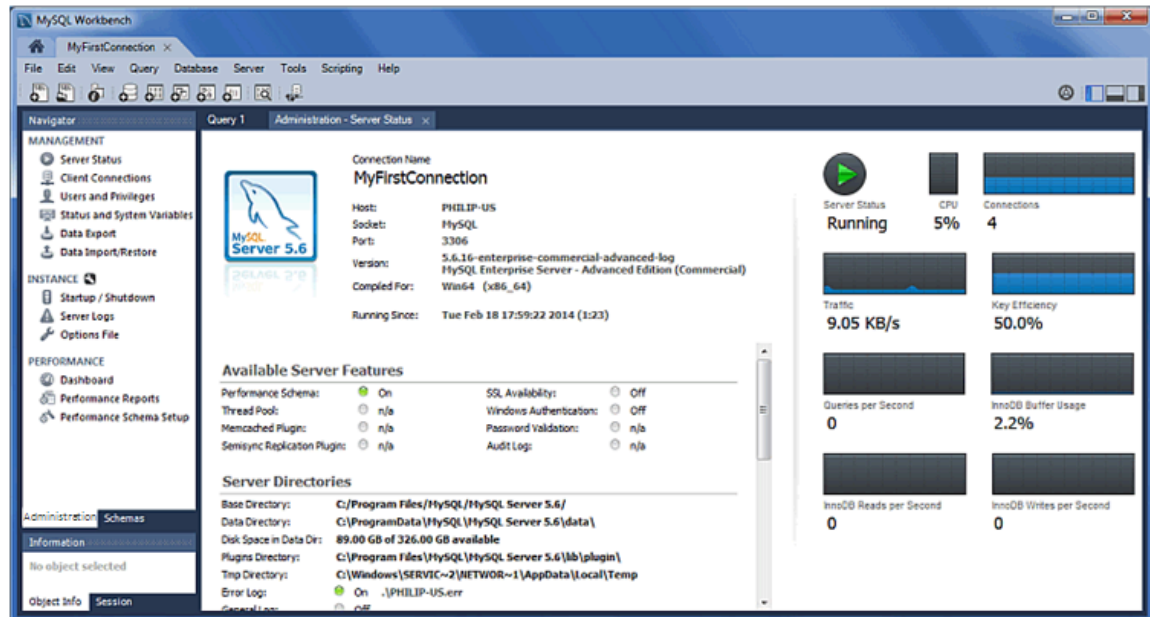 MySQL Workbench
MyFirstConnection ×
File Edit View Query Database Server Tools Scripting Help
Navigator
MANAGEMENT
Server Status
Client Connections
Users and Privileges
Status and System Variables
Data Export
Data Import/Restore
INSTANCE
Startup / Shutdown
Server Logs
Options File
PERFORMANCE
Dashboard
Performance Reports
Performance Schema Setup
Administration Schemas
Information
No object selected
Object Info Session
Query 1 Administration - Server Status ×
MySQL
Server 5.6
Connection Name
MyFirstConnection
Host: PHILIP-US
Socket: MySQL
Port: 3306
Version: 5.6.16-enterprise-commercial-advanced-log
MySQL Enterprise Server - Advanced Edition (Commercial)
Compiled For: Win64 (x86_64)
Running Since: Tue Feb 18 17:59:22 2014 (1:23)
Available Server Features
Performance Schema: On SSL Availability: Off
Thread Pool: n/a Windows Authentication: Off
Memcached Plugin: n/a Password Validation: n/a
Semisync Replication Plugin: n/a Audit Log: n/a
Server Directories
Base Directory: C:/Program Files/MySQL/MySQL Server 5.6/
Data Directory: C:\ProgramData\MySQL\MySQL Server 5.6\data\
Disk Space in Data Dir: 89.00 GB of 326.00 GB available
Plugins Directory: C:\Program Files\MySQL\MySQL Server 5.6\lib\plugin\
Tmp Directory: C:\Windows\SERVIC~2\NETWOR~1\AppData\Local\Temp
Error Log: On .\PHILIP-US.err
General Log: Off
Server Status CPU Connections
Running 5% 4
Traffic Key Efficiency
9.05 KB/s 50.0%
Queries per Second InnoDB Buffer Usage
0 2.2%
InnoDB Reads per Second InnoDB Writes per Second
0 0